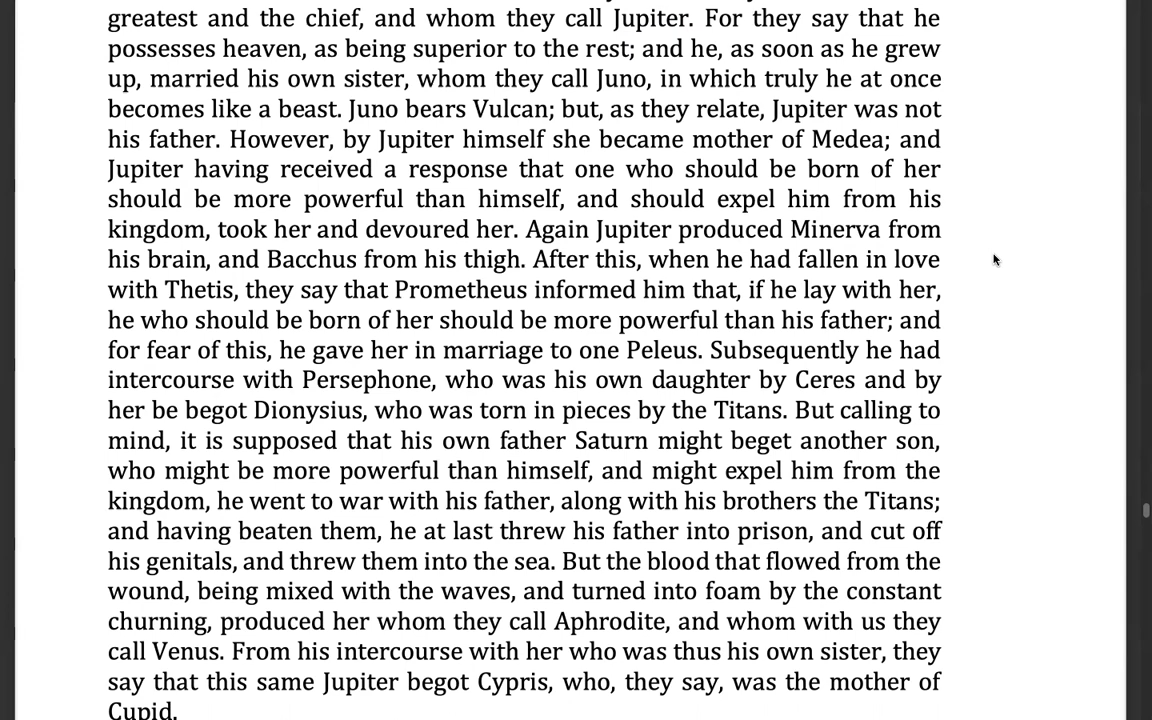 greatest and the chief, and whom they call Jupiter. For they say that he
possesses heaven, as being superior to the rest; and he, as soon as he grew
up, married his own sister, whom they call Juno, in which truly he at once
becomes like a beast. Juno bears Vulcan; but, as they relate, Jupiter was not
his father. However, by Jupiter himself she became mother of Medea; and
Jupiter having received a response that one who should be born of her
should be more powerful than himself, and should expel him from his
kingdom, took her and devoured her. Again Jupiter produced Minerva from
his brain, and Bacchus from his thigh. After this, when he had fallen in love
with Thetis, they say that Prometheus informed him that, if he lay with her,
he who should be born of her should be more powerful than his father; and
for fear of this, he gave her in marriage to one Peleus. Subsequently he had
intercourse with Persephone, who was his own daughter by Ceres and by
her be begot Dionysius, who was torn in pieces by the Titans. But calling to
mind, it is supposed that his own father Saturn might beget another son,
who might be more powerful than himself, and might expel him from the
kingdom, he went to war with his father, along with his brothers the Titans;
and having beaten them, he at last threw his father into prison, and cut off
his genitals, and threw them into the sea. But the blood that flowed from the
wound, being mixed with the waves, and turned into foam by the constant
churning, produced her whom they call Aphrodite, and whom with us they
call Venus. From his intercourse with her who was thus his own sister, they
say that this same Jupiter begot Cypris, who, they say, was the mother of
Cupid.